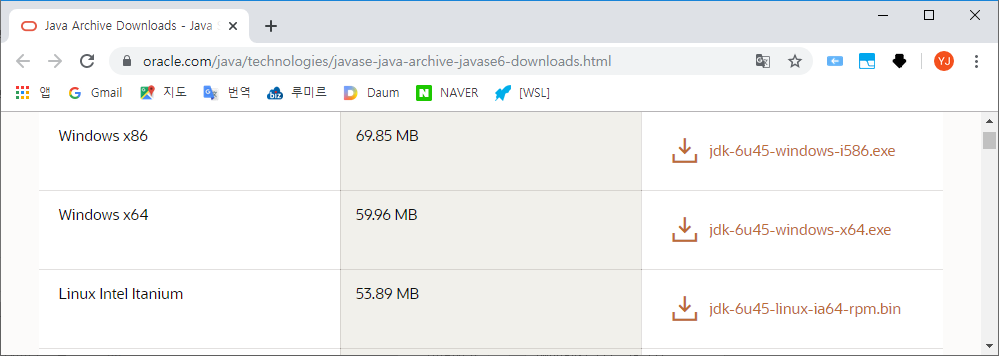 Java Archive Downloads - Java S
oracle.com/java/technologies/javase-java-archive-javase6-downloads.html
YJ
앱 Gmail 지도 번역 biz 루미르 Daum NAVER [WSL]
Windows x86 69.85 MB jdk-6u45-windows-i586.exe
Windows x64 59.96 MB jdk-6u45-windows-x64.exe
Linux Intel Itanium 53.89 MB jdk-6u45-linux-ia64-rpm.bin